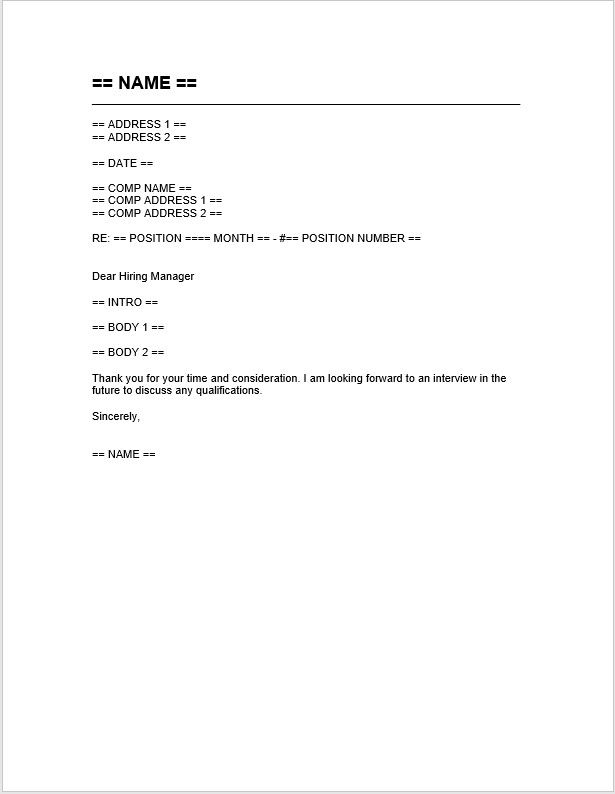 == NAME ==
== ADDRESS 1 ==
== ADDRESS 2 ==
== DATE ==
== COMP NAME ==
== COMP ADDRESS 1 ==
== COMP ADDRESS 2 ==
RE: == POSITION ==== MONTH == - #== POSITION NUMBER ==
Dear Hiring Manager
== INTRO ==
== BODY 1 ==
== BODY 2 ==
Thank you for your time and consideration. I am looking forward to an interview in the
future to discuss any qualifications.
Sincerely,
== NAME ==